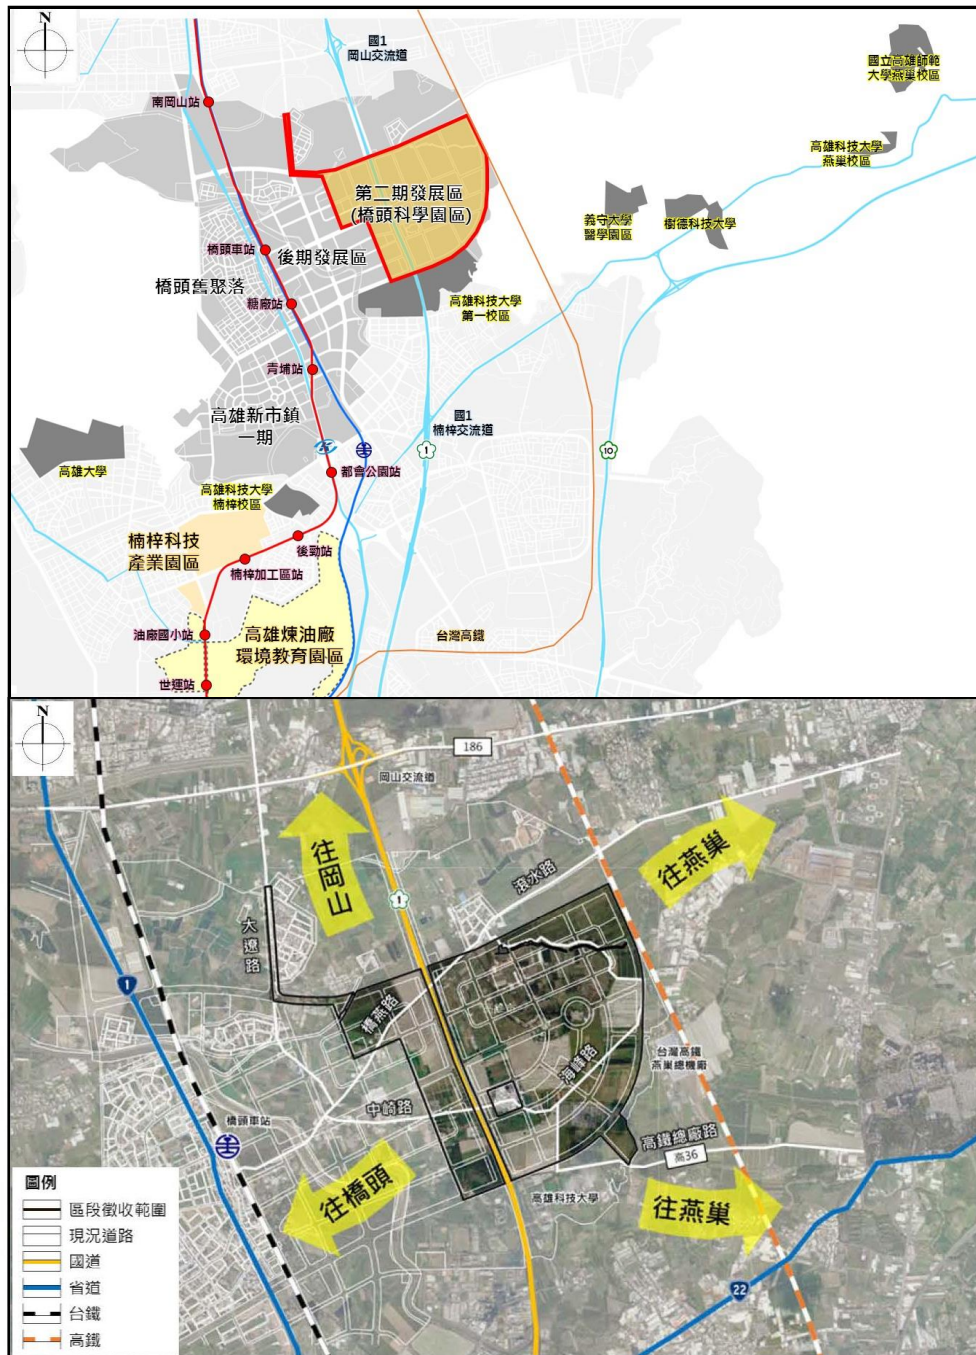 N
國1
岡山交流道
國立高雄師範
大學燕巢校區
南岡山站
高雄科技大學
燕巢校區
第二期發展區
(橋頭科學園區)
義守大學
醫學園區
樹德科技大學
橋頭車站
後期發展區
橋頭舊聚落
糖廠站
高雄科技大學
第一校區
青埔站
高雄新市鎮
一期
國1
楠梓交流道
1
10
高雄大學
都會公園站
高雄科技大學
楠梓校區
楠梓科技
產業園區
後勁站
楠梓加工區站
油廠國小站
高雄煉油廠
環境教育園區
台灣高鐵
世運站
N
186
岡山交流道
往岡山
往燕巢
滾水路
1
大遼路
1
橋燕路
海峰路
台灣高鐵
燕巢總機廠
中崎路
橋頭車站
高鐵總廠路
高36
往橋頭
高雄科技大學
往燕巢
22
圖例
區段徵收範圍
現況道路
國道
省道
台鐵
高鐵